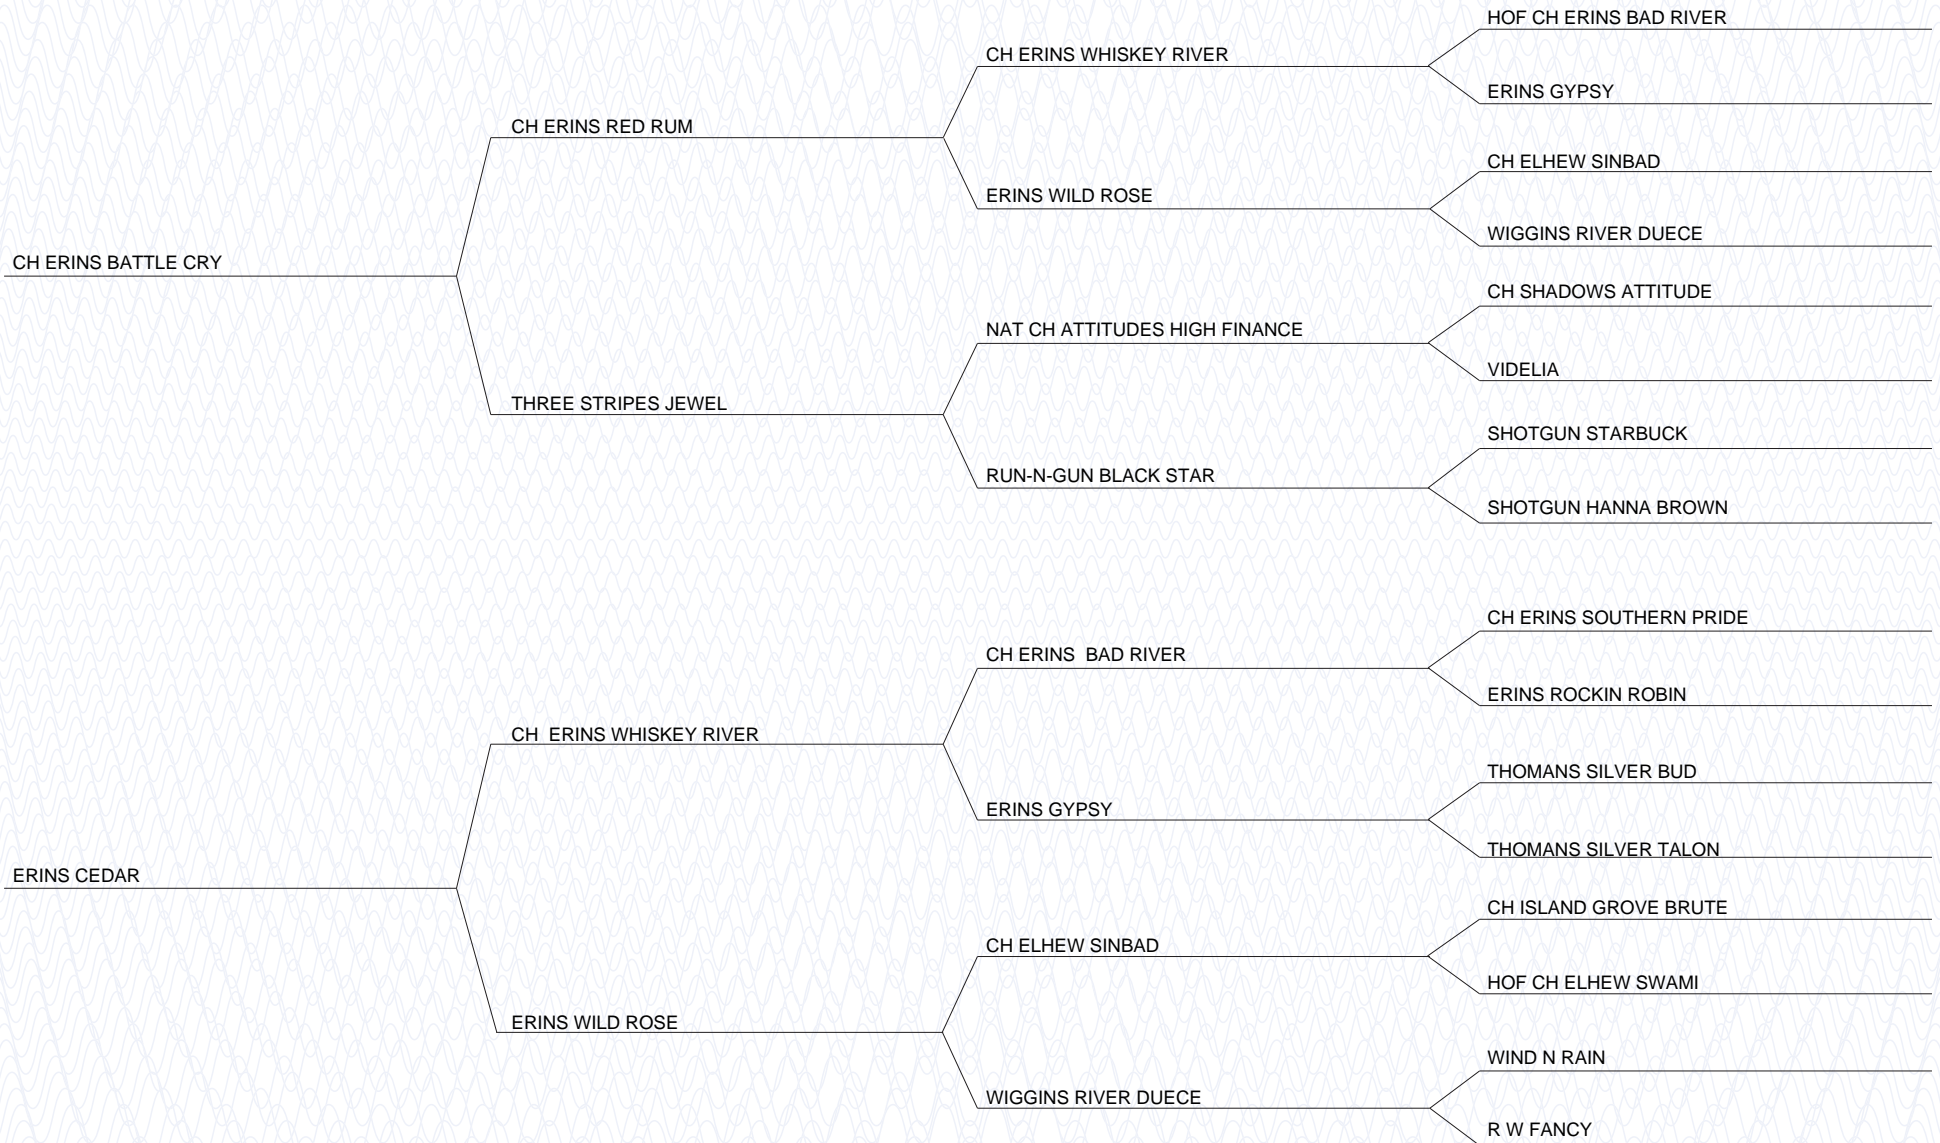 HOF CH ERINS BAD RIVER
CH ERINS WHISKEY RIVER
ERINS GYPSY
CH ERINS RED RUM
CH ELHEW SINBAD
ERINS WILD ROSE
WIGGINS RIVER DUECE
CH ERINS BATTLE CRY
CH SHADOWS ATTITUDE
NAT CH ATTITUDES HIGH FINANCE
VIDELIA
THREE STRIPES JEWEL
SHOTGUN STARBUCK
RUN-N-GUN BLACK STAR
SHOTGUN HANNA BROWN
CH ERINS SOUTHERN PRIDE
CH ERINS  BAD RIVER
ERINS ROCKIN ROBIN
CH  ERINS WHISKEY RIVER
THOMANS SILVER BUD
ERINS GYPSY
THOMANS SILVER TALON
ERINS CEDAR
CH ISLAND GROVE BRUTE
CH ELHEW SINBAD
HOF CH ELHEW SWAMI
ERINS WILD ROSE
WIND N RAIN
WIGGINS RIVER DUECE
R W FANCY